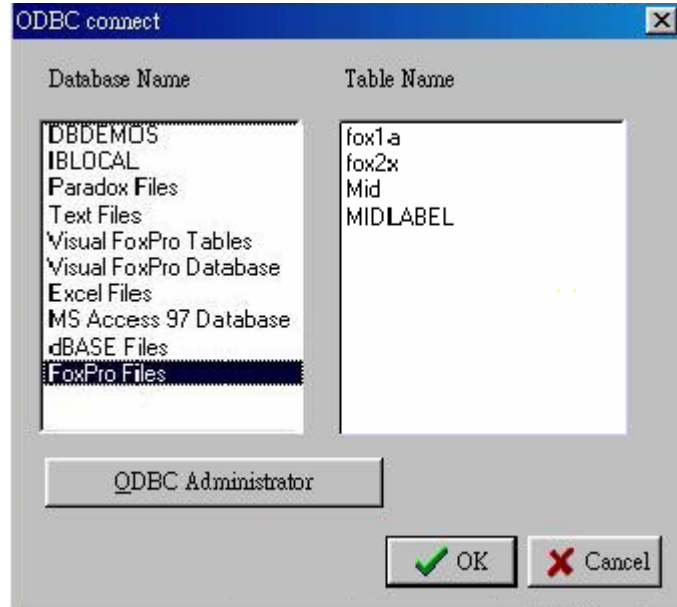 ODBC connect
Database Name
Table Name
DBDEMOS
IBLOCAL
Paradox Files
Text Files
Visual FoxPro Tables
Visual FoxPro Database
Excel Files
MS Access 97 Database
dBASE Files
FoxPro Files
fox1a
fox2x
Mid
MIDLABEL
ODBC Administrator
OK
Cancel